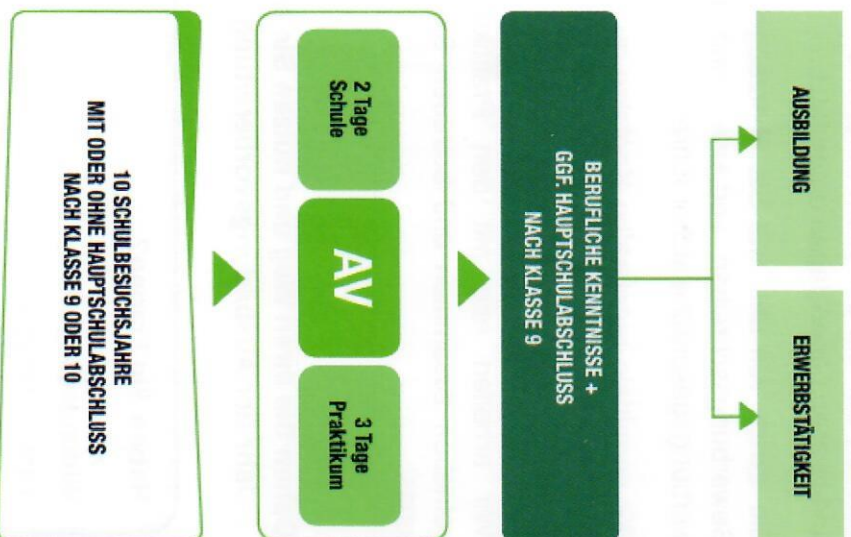 AUSBILDUNG
ERWERBSTÄTIGKEIT
BERUFLICHE KENNTNISSE +
GGF. HAUPTSCHULABSCHLUSS
NACH KLASSE 9
2 Tage
Schule
AV
3 Tage
Praktikum
10 SCHULBESUCHSJAHRE
MIT ODER OHNE HAUPTSCHULABSCHLUSS
NACH KLASSE 9 ODER 10